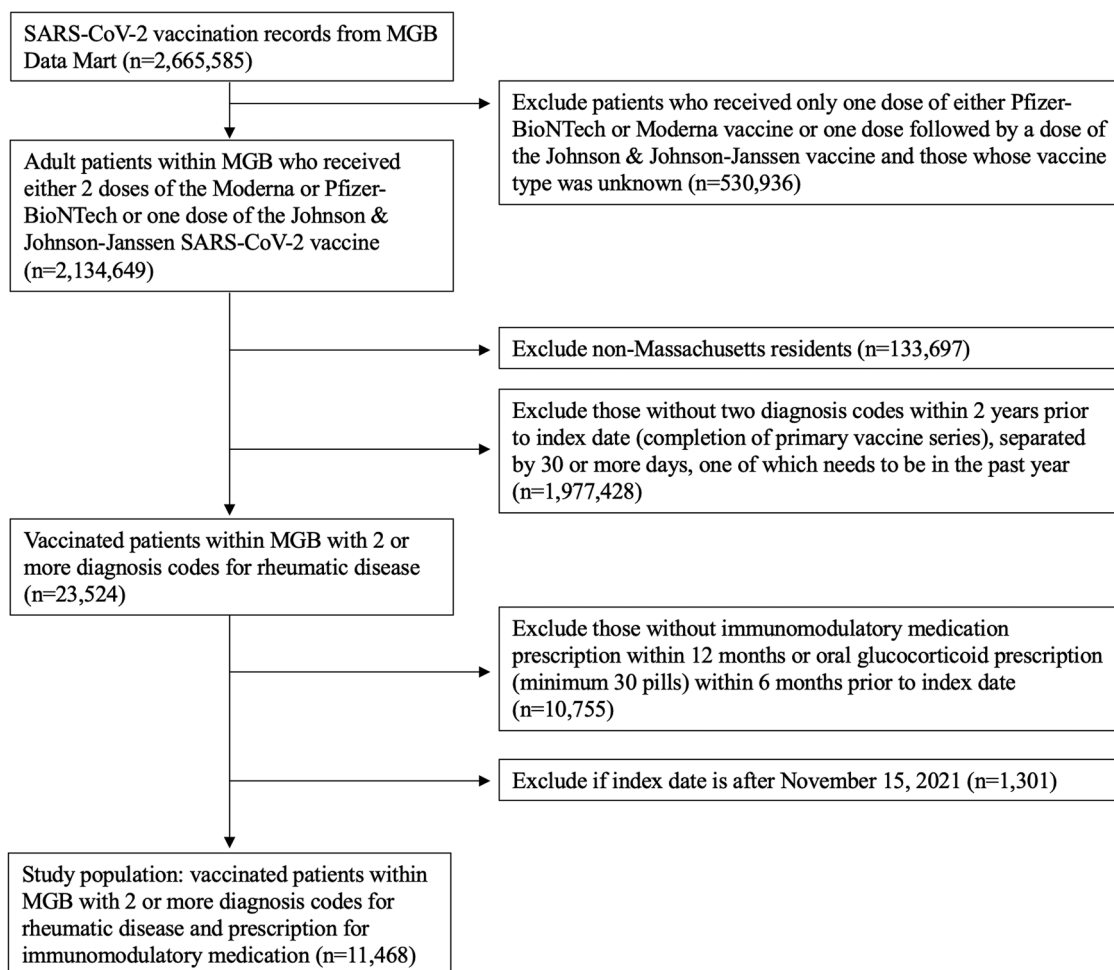 SARS-CoV-2 vaccination records from MGB
Data Mart (n=2,665,585)
Exclude patients who received only one dose of either Pfizer-
BioNTech or Moderna vaccine or one dose followed by a dose of
the Johnson & Johnson-Janssen vaccine and those whose vaccine
type was unknown (n=530,936)
Adult patients within MGB who received
either 2 doses of the Moderna or Pfizer-
BioNTech or one dose of the Johnson &
Johnson-Janssen SARS-CoV-2 vaccine
(n=2,134,649)
Exclude non-Massachusetts residents (n=133,697)
Exclude those without two diagnosis codes within 2 years prior
to index date (completion of primary vaccine series), separated
by 30 or more days, one of which needs to be in the past year
(n=1,977,428)
Vaccinated patients within MGB with 2 or
more diagnosis codes for rheumatic disease
(n=23,524)
Exclude those without immunomodulatory medication
prescription within 12 months or oral glucocorticoid prescription
(minimum 30 pills) within 6 months prior to index date
(n=10,755)
Exclude if index date is after November 15, 2021 (n=1,301)
Study population: vaccinated patients within
MGB with 2 or more diagnosis codes for
rheumatic disease and prescription for
immunomodulatory medication (n=11,468)